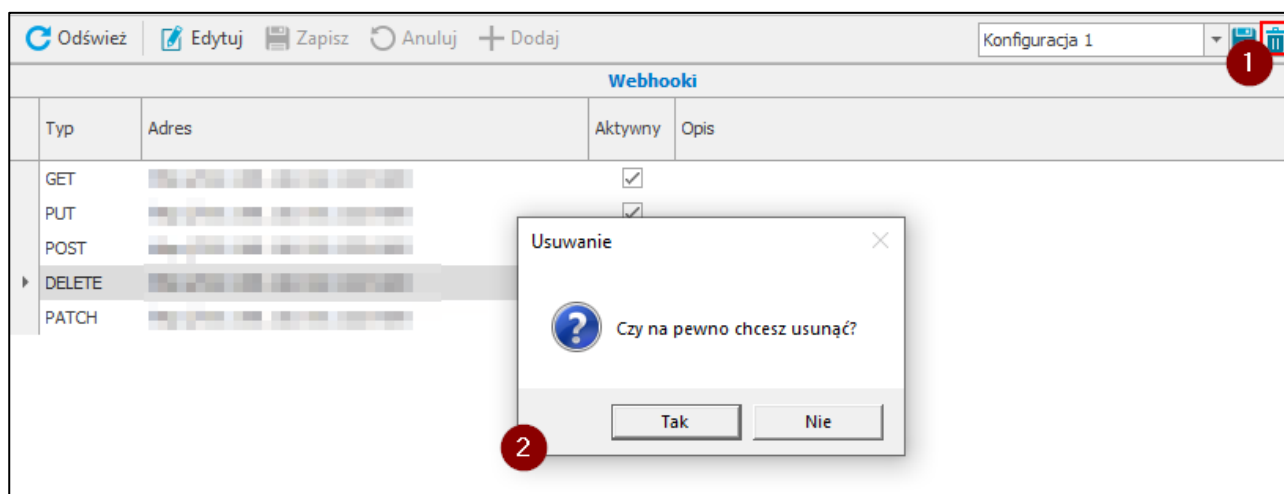 Odśwież Edytuj Zapisz Anuluj Dodaj Konfiguracja 1
1
Webhooki
Typ Adres Aktywny Opis
GET
PUT
POST
DELETE
PATCH
Usuwanie
Czy na pewno chcesz usunąć?
Tak Nie
2